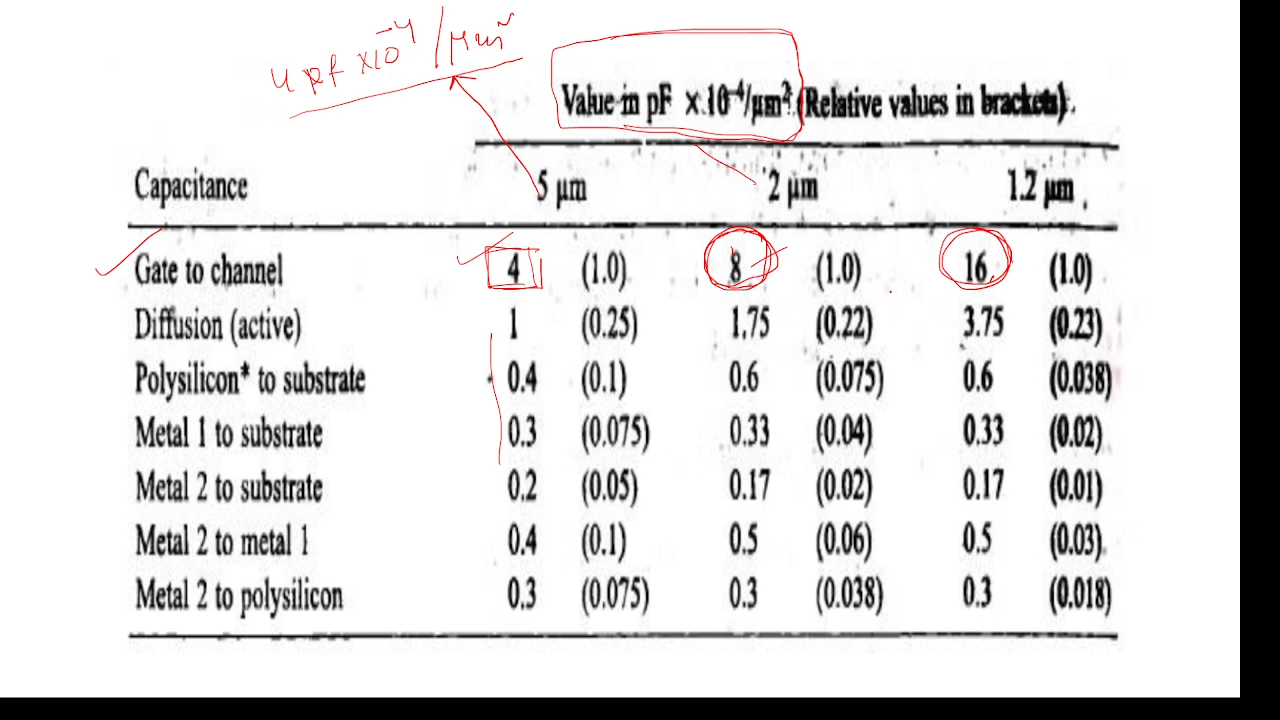 4 pf x10⁻⁴ / μm²
Value in pF × 10⁻⁴/μm² (Relative values in brackets)
Capacitance 5 μm 2 μm 1.2 μm
Gate to channel 4 (1.0) 8 (1.0) 16 (1.0)
Diffusion (active) 1 (0.25) 1.75 (0.22) 3.75 (0.23)
Polysilicon* to substrate 0.4 (0.1) 0.6 (0.075) 0.6 (0.038)
Metal 1 to substrate 0.3 (0.075) 0.33 (0.04) 0.33 (0.02)
Metal 2 to substrate 0.2 (0.05) 0.17 (0.02) 0.17 (0.01)
Metal 2 to metal 1 0.4 (0.1) 0.5 (0.06) 0.5 (0.03)
Metal 2 to polysilicon 0.3 (0.075) 0.3 (0.038) 0.3 (0.018)